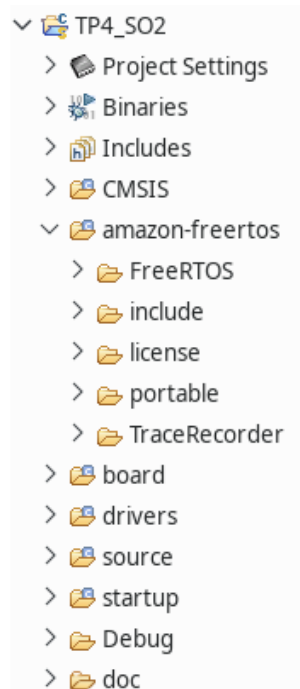 TP4_SO2
Project Settings
Binaries
Includes
CMSIS
amazon-freertos
FreeRTOS
include
license
portable
TraceRecorder
board
drivers
source
startup
Debug
doc